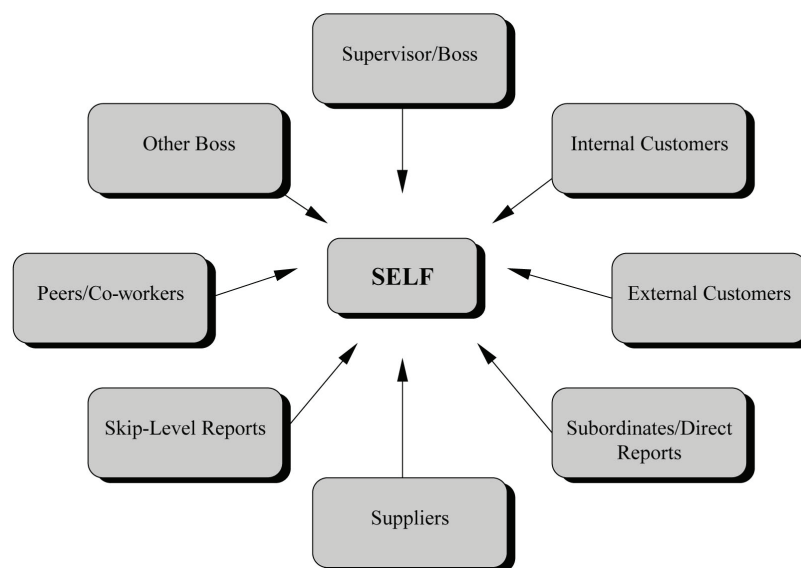 Supervisor/Boss
Other Boss
Internal Customers
SELF
Peers/Co-workers
External Customers
Skip-Level Reports
Subordinates/Direct
Reports
Suppliers